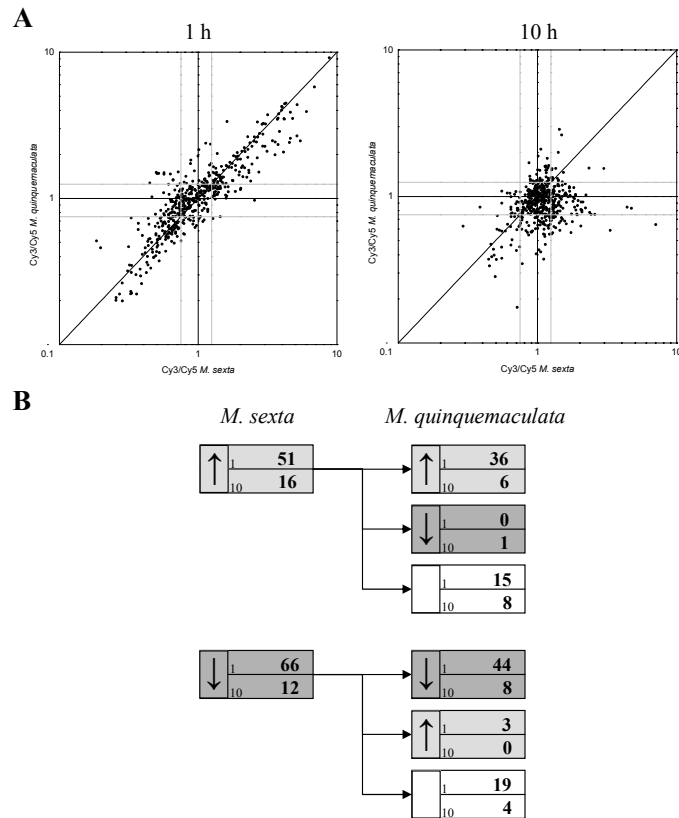 A
1 h
10 h
10
1
0.1
1
10
Cy3/Cy5 M. quinquemaculata
Cy3/Cy5 M. sexta
10
1
0.1
1
10
Cy3/Cy5 M. quinquemaculata
Cy3/Cy5 M. sexta
B
M. sexta
M. quinquemaculata
↑ 1 51
10 16
↑ 1 36
10 6
↓ 1 0
10 1
1 15
10 8
↓ 1 66
10 12
↓ 1 44
10 8
↑ 1 3
10 0
1 19
10 4